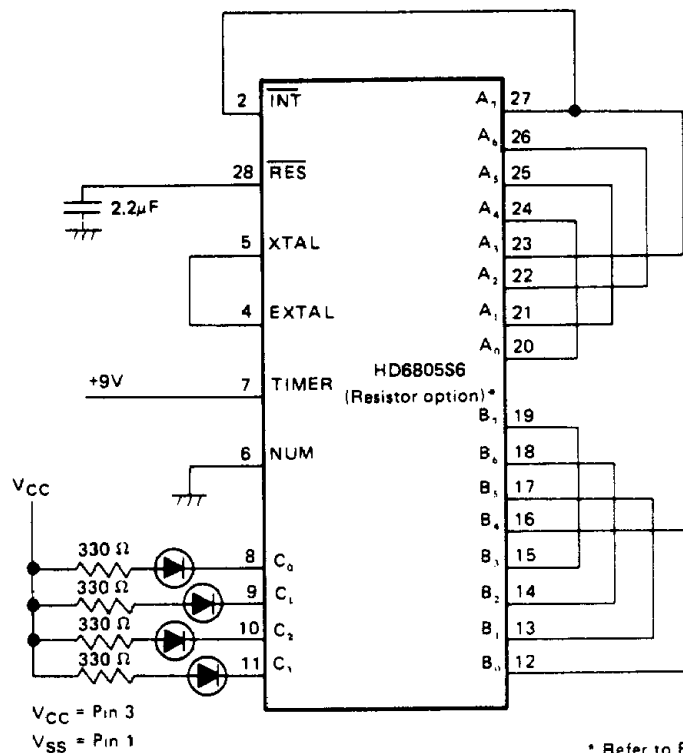 2 INT A₇ 27
A₆ 26
28 RES A₅ 25
2.2µF A₄ 24
5 XTAL A₃ 23
A₂ 22
4 EXTAL A₁ 21
A₀ 20
HD6805S6
+9V 7 TIMER (Resistor option)*
B₇ 19
6 NUM B₆ 18
B₅ 17
VCC B₄ 16
330 Ω 8 C₀ B₃ 15
330 Ω 9 C₁ B₂ 14
330 Ω 10 C₂ B₁ 13
330 Ω 11 C₃ B₀ 12
VCC = Pin 3
VSS = Pin 1
* Refer to